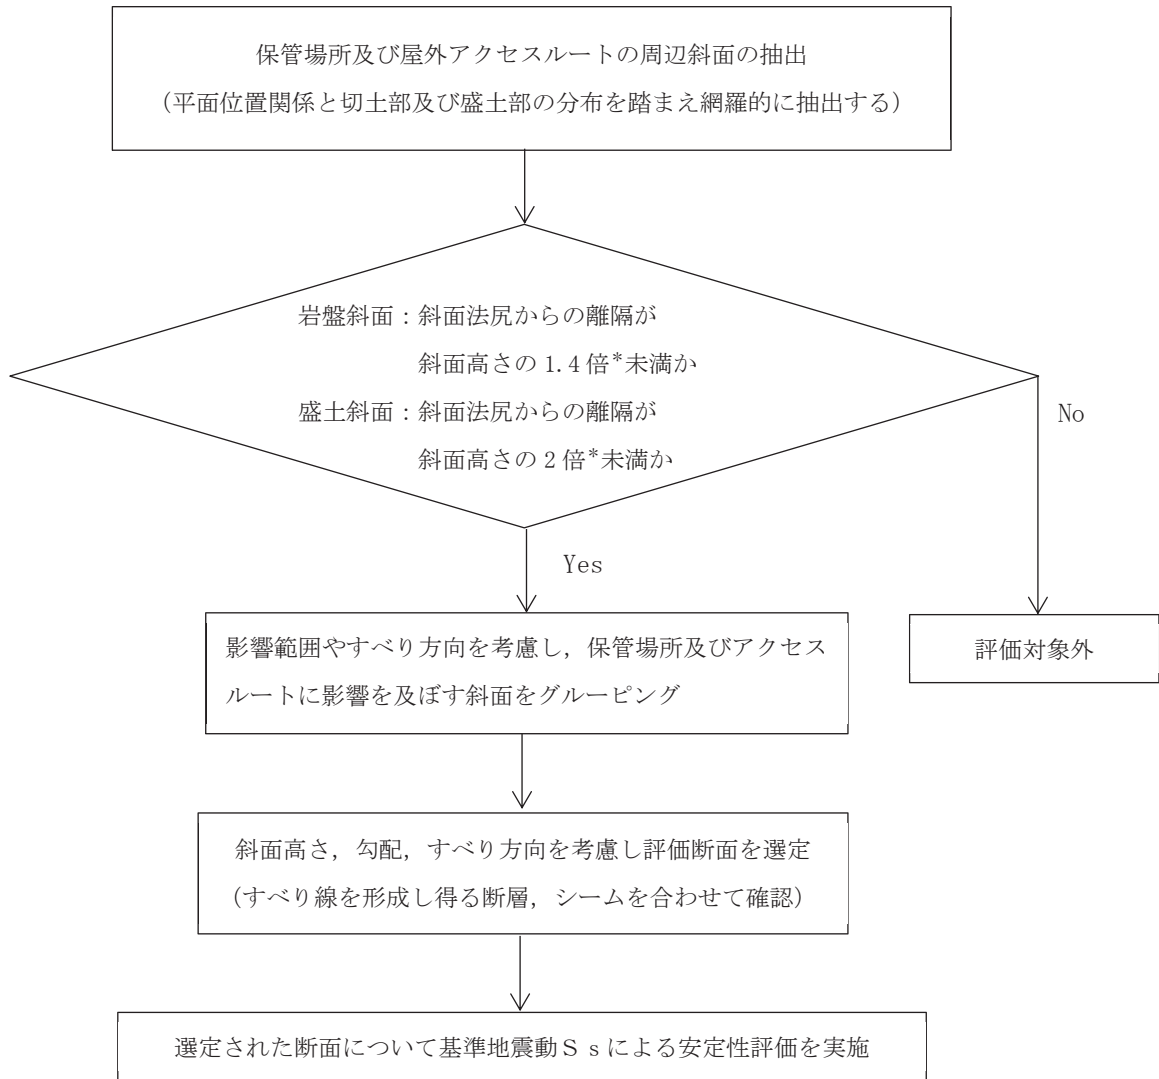 保管場所及び屋外アクセスルートの周辺斜面の抽出
（平面位置関係と切土部及び盛土部の分布を踏まえ網羅的に抽出する）
岩盤斜面：斜面法尻からの離隔が
斜面高さの 1.4 倍*未満か
盛土斜面：斜面法尻からの離隔が
斜面高さの 2 倍*未満か
No
Yes
影響範囲やすべり方向を考慮し，保管場所及びアクセス
ルートに影響を及ぼす斜面をグルーピング
評価対象外
斜面高さ，勾配，すべり方向を考慮し評価断面を選定
（すべり線を形成し得る断層，シームを合わせて確認）
選定された断面について基準地震動Ｓｓによる安定性評価を実施